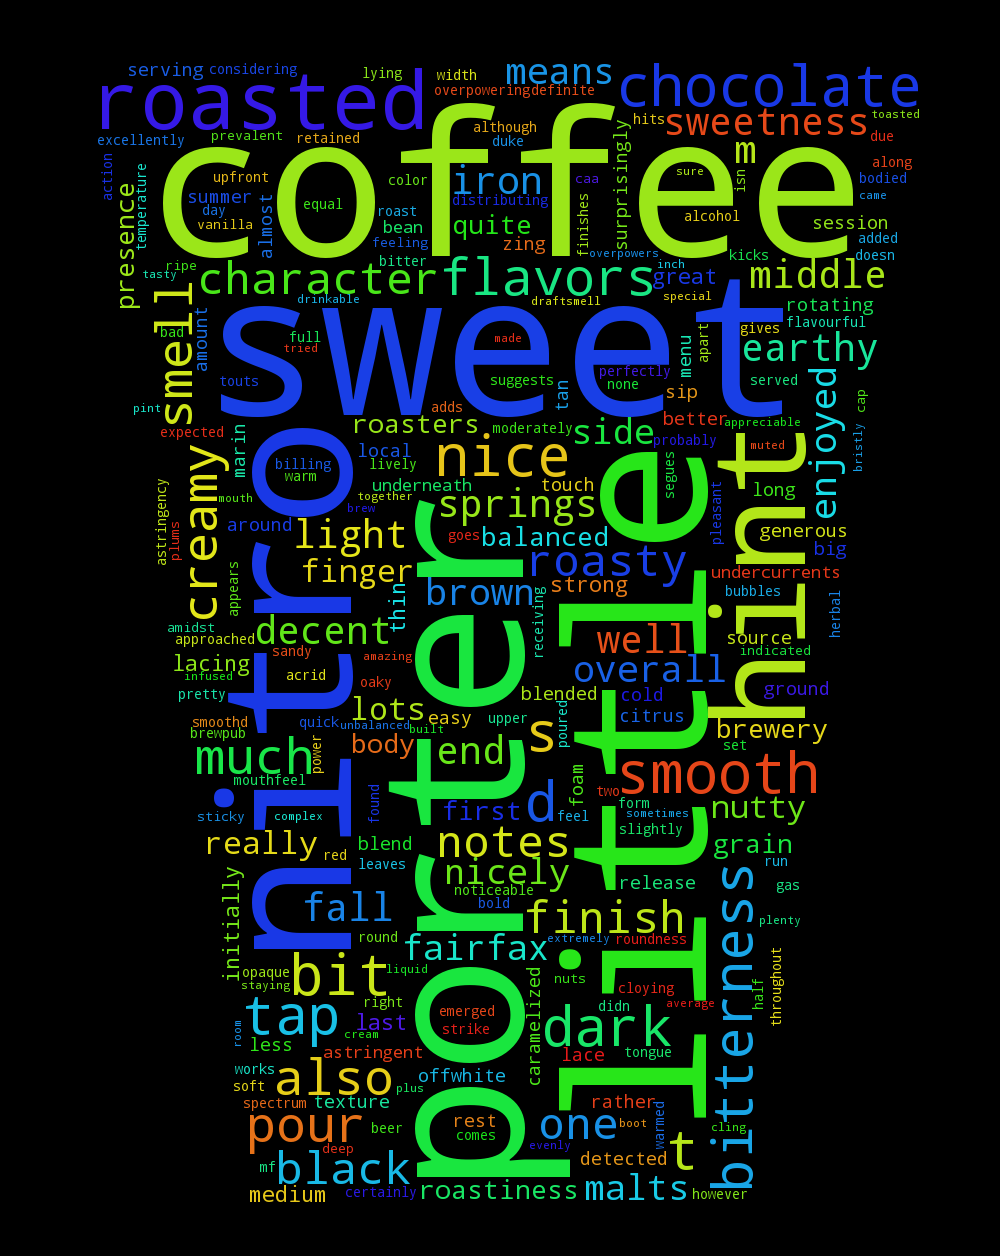 serving considering lying width means chocolate
roasted overpoweringdefinite
hits sweetness toasted
excellently prevalent retained although duke due
coffee
action temperature upfront color iron caa sure m isn along bodied
summer equal distributing came
presence day vanilla almost roast bean quite finishes surprisingly alcohol session
feeling zing added
tasty ripe bitter overpowers inch kicks doesn
character flavors great middle
drinkable draftsmell special rotating
smell amount sweet flavourful
bad full tried made apart gives earthy
menu
touts suggests perfectly none served
pint tan sip enjoyed cap
expected roasters adds moderately side better appreciable
marin nitro local nice probably hint muted bristly
creamy billing warm lively underneath touch segues
mouth together brew springs pleasant long
astringency plums around light goes balanced generous
finger roasty big
appears thin brown strong undercurrents
porter receiving little bubbles herbal
amidst approached decent well source
lacing sandy amazing overall indicated
infused acrid oaky
pretty blended cold ground
smoothd quick unbalanced lots easy upper s poured citrus
brewpub built brewery
much power body end set
mouthfeel smooth
sticky complex found first d feel foam two form sometimes nutty
slightly
really red blend notes grain
leaves nicely run
initially noticeable release bitterness gas
fall bold finish plenty
round fairfax extremely roundness
opaque staying bit liquid nuts half throughout
right caramelized cloying average
room tap last emerged dark didn
less cream strike
astringent lace tongue
works offwhite
soft also plus
spectrum texture rather
pour beer rest comes one boot warmed cling
deep evenly t
mf black detected
medium certainly roastiness malts however